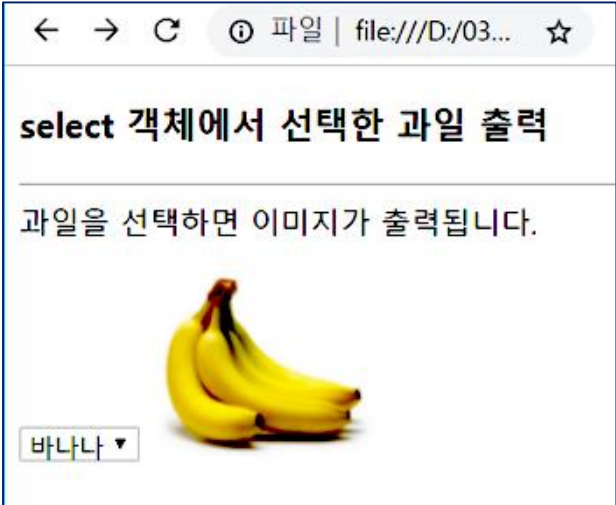 파일 | file:///D:/03...
select 객체에서 선택한 과일 출력
과일을 선택하면 이미지가 출력됩니다.
바나나